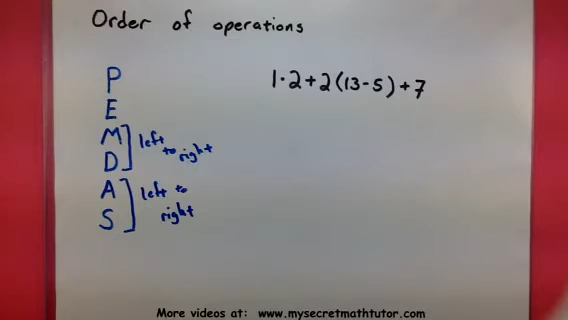 Order of operations
1·2+2(13-5)+7
P
E
M
D
left to right
A
S
left to right
More videos at: www.mysecretmathtutor.com